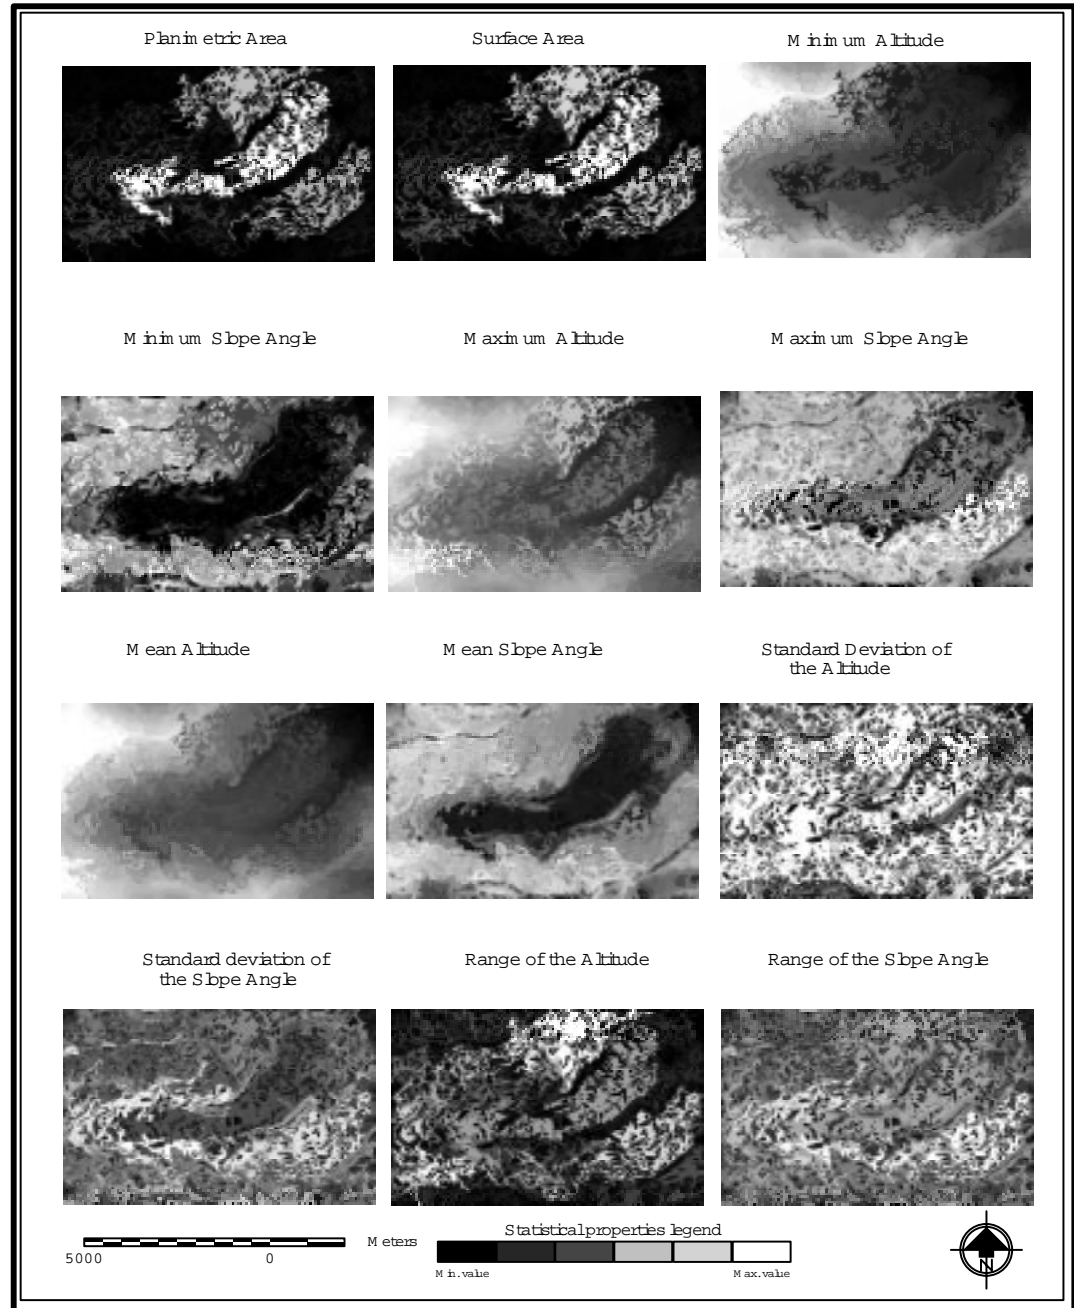 Planimetric Area
Surface Area
Minimum Altitude
Minimum Slope Angle
Maximum Altitude
Maximum Slope Angle
Mean Altitude
Mean Slope Angle
Standard Deviation of
the Altitude
Standard deviation of
the Slope Angle
Range of the Altitude
Range of the Slope Angle
Statistical properties legend
Meters
5000 0
Min.value
Max.value
N